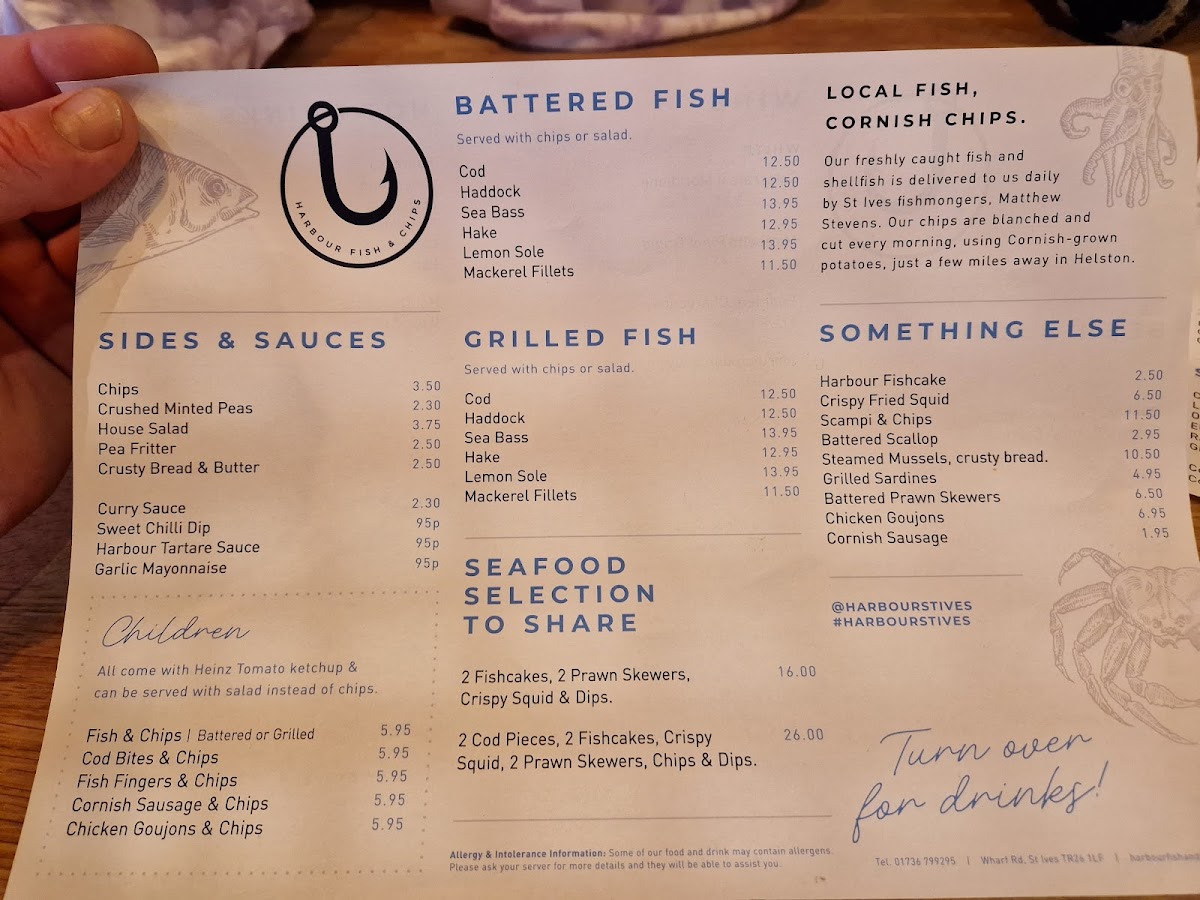 HARBOUR FISH & CHIPS
BATTERED FISH
Served with chips or salad.
Cod 12.50
Haddock 12.50
Sea Bass 13.95
Hake 12.95
Lemon Sole 13.95
Mackerel Fillets 11.50
LOCAL FISH,
CORNISH CHIPS.
Our freshly caught fish and
shellfish is delivered to us daily
by St Ives fishmongers, Matthew
Stevens. Our chips are blanched and
cut every morning, using Cornish-grown
potatoes, just a few miles away in Helston.
SIDES & SAUCES
Chips 3.50
Crushed Minted Peas 2.30
House Salad 3.75
Pea Fritter 2.50
Crusty Bread & Butter 2.50
Curry Sauce 2.30
Sweet Chilli Dip 95p
Harbour Tartare Sauce 95p
Garlic Mayonnaise 95p
Children
All come with Heinz Tomato ketchup &
can be served with salad instead of chips.
Fish & Chips | Battered or Grilled 5.95
Cod Bites & Chips 5.95
Fish Fingers & Chips 5.95
Cornish Sausage & Chips 5.95
Chicken Goujons & Chips 5.95
GRILLED FISH
Served with chips or salad.
Cod 12.50
Haddock 12.50
Sea Bass 13.95
Hake 12.95
Lemon Sole 13.95
Mackerel Fillets 11.50
SEAFOOD
SELECTION
TO SHARE
2 Fishcakes, 2 Prawn Skewers, 16.00
Crispy Squid & Dips.
2 Cod Pieces, 2 Fishcakes, Crispy 26.00
Squid, 2 Prawn Skewers, Chips & Dips.
Allergy & Intolerance Information: Some of our food and drink may contain allergens.
Please ask your server for more details and they will be able to assist you.
SOMETHING ELSE
Harbour Fishcake 2.50
Crispy Fried Squid 6.50
Scampi & Chips 11.50
Battered Scallop 2.95
Steamed Mussels, crusty bread. 10.50
Grilled Sardines 4.95
Battered Prawn Skewers 6.50
Chicken Goujons 6.95
Cornish Sausage 1.95
@HARBOURSTIVES
#HARBOURSTIVES
Turn over
for drinks!
Tel. 01736 799295 | Wharf Rd, St Ives TR26 1LF |